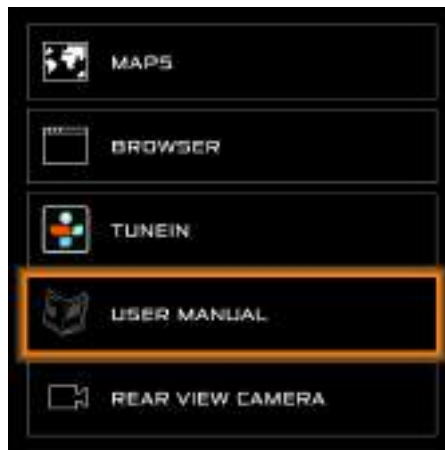 MAPS
BROWSER
TUNEIN
USER MANUAL
REAR VIEW CAMERA